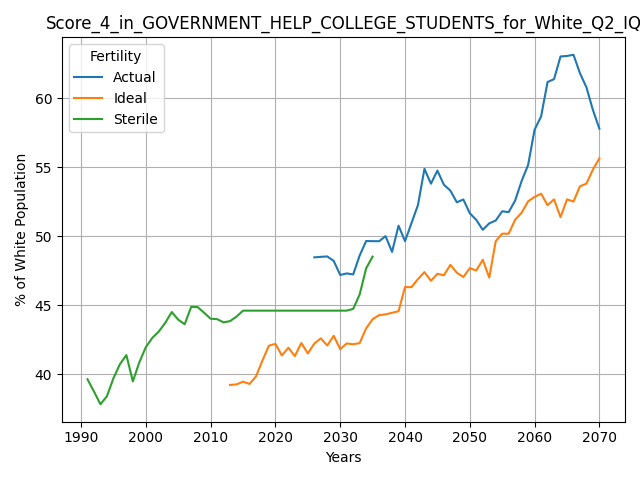 Score_4_in_GOVERNMENT_HELP_COLLEGE_STUDENTS_for_White_Q2_IQ
Fertility
Actual
Ideal
Sterile
% of White Population
60
55
50
45
40
1990 2000 2010 2020 2030 2040 2050 2060 2070
Years